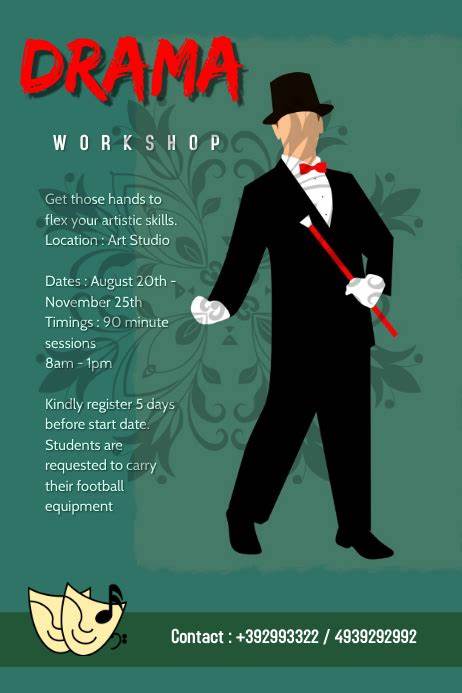 DRAMA
WORKSHOP
Get those hands to
flex your artistic skills.
Location : Art Studio
Dates : August 20th -
November 25th
Timings : 90 minute
sessions
8am - 1pm
Kindly register 5 days
before start date.
Students are
requested to carry
their football
equipment
Contact : +392993322 / 4939292992